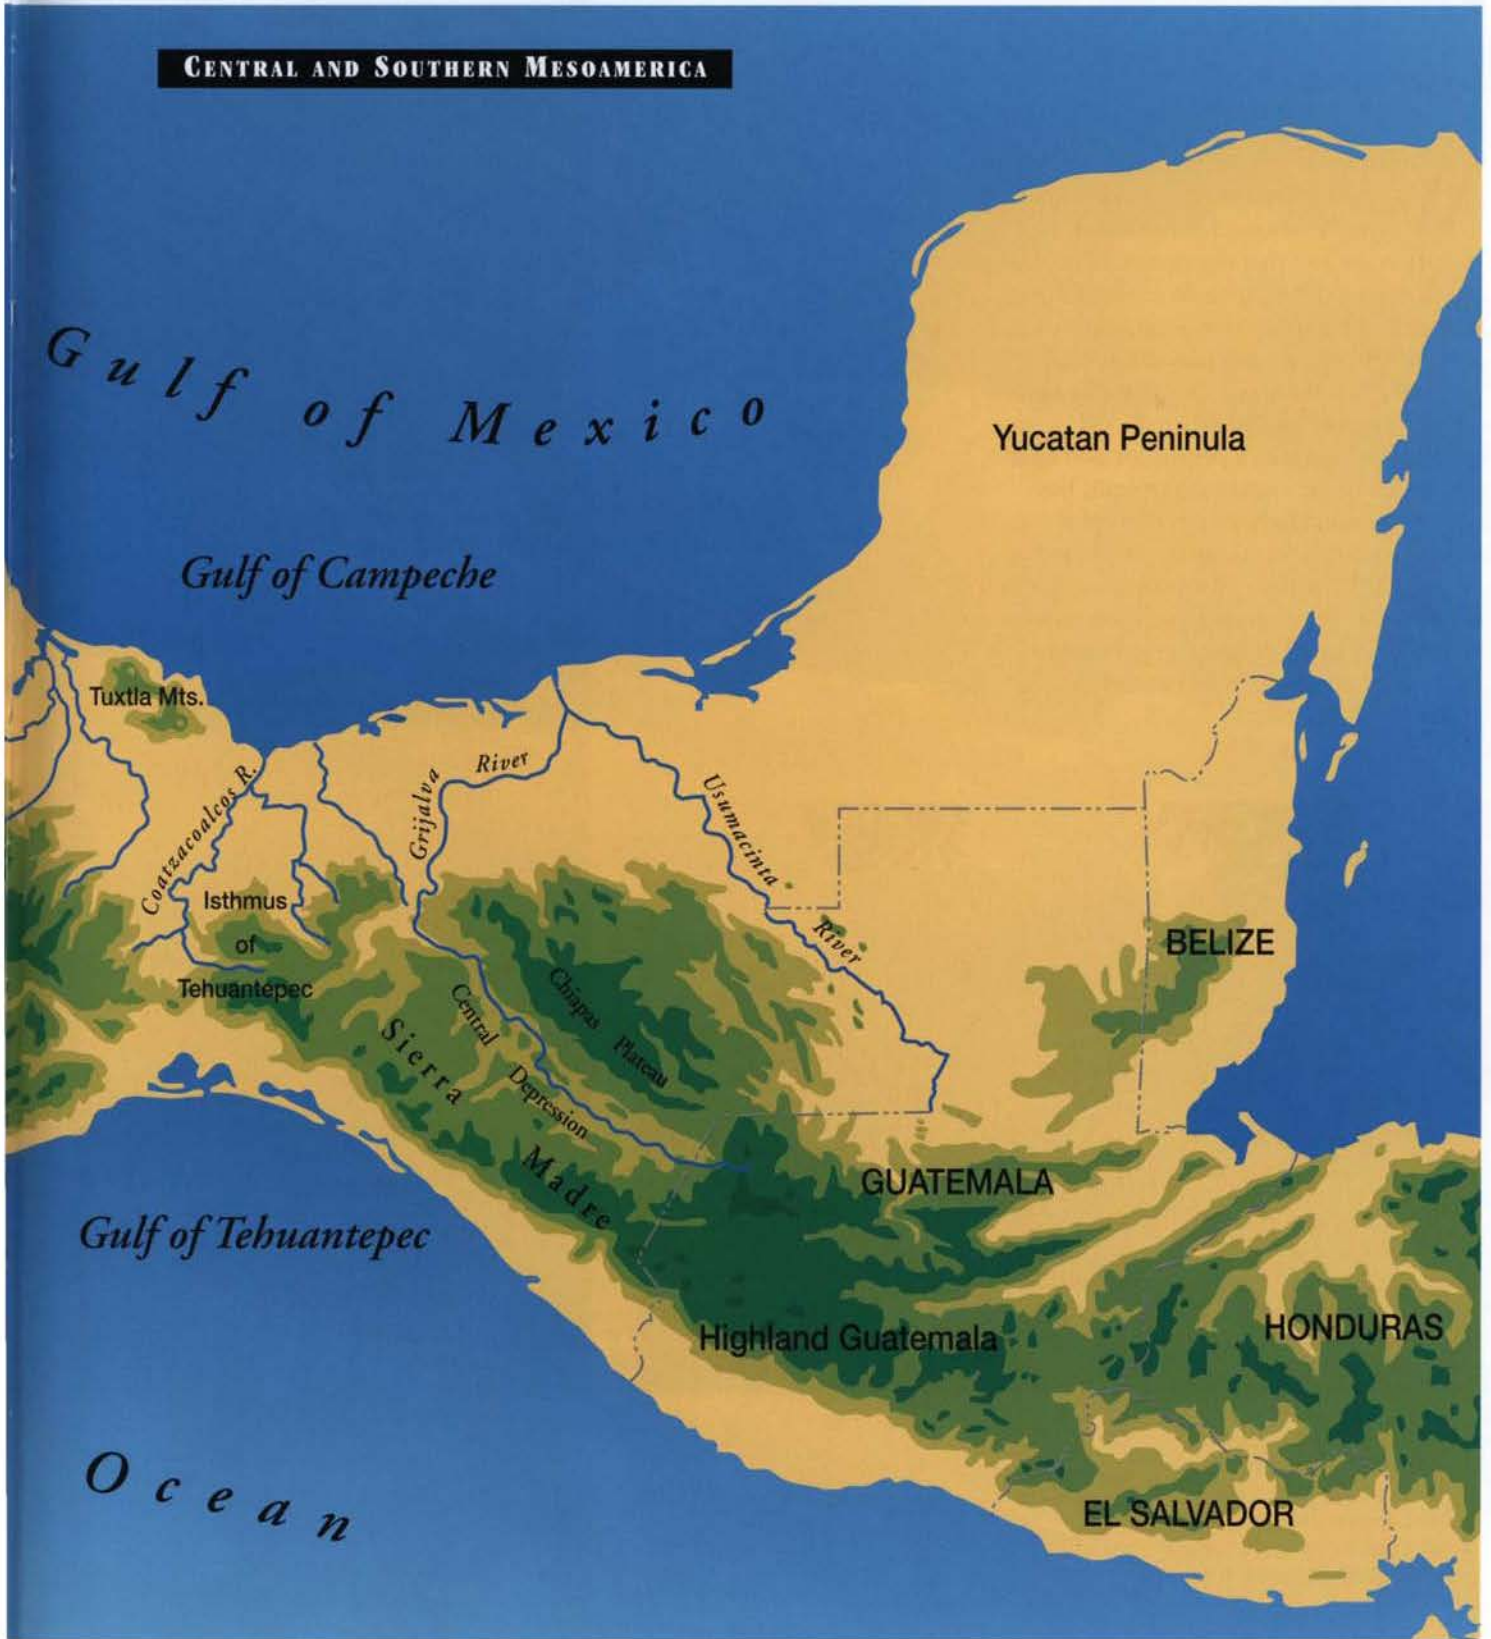 CENTRAL AND SOUTHERN MESOAMERICA
Gulf of Mexico
Yucatan Peninula
Gulf of Campeche
Tuxtla Mts.
Coatzacoalcos R.
Grijalva River
Usumacinta River
Isthmus
of
Tehuantepec
BELIZE
Chiapas Plateau
Central Depression
Sierra Madre
GUATEMALA
Gulf of Tehuantepec
Highland Guatemala
HONDURAS
Ocean
EL SALVADOR